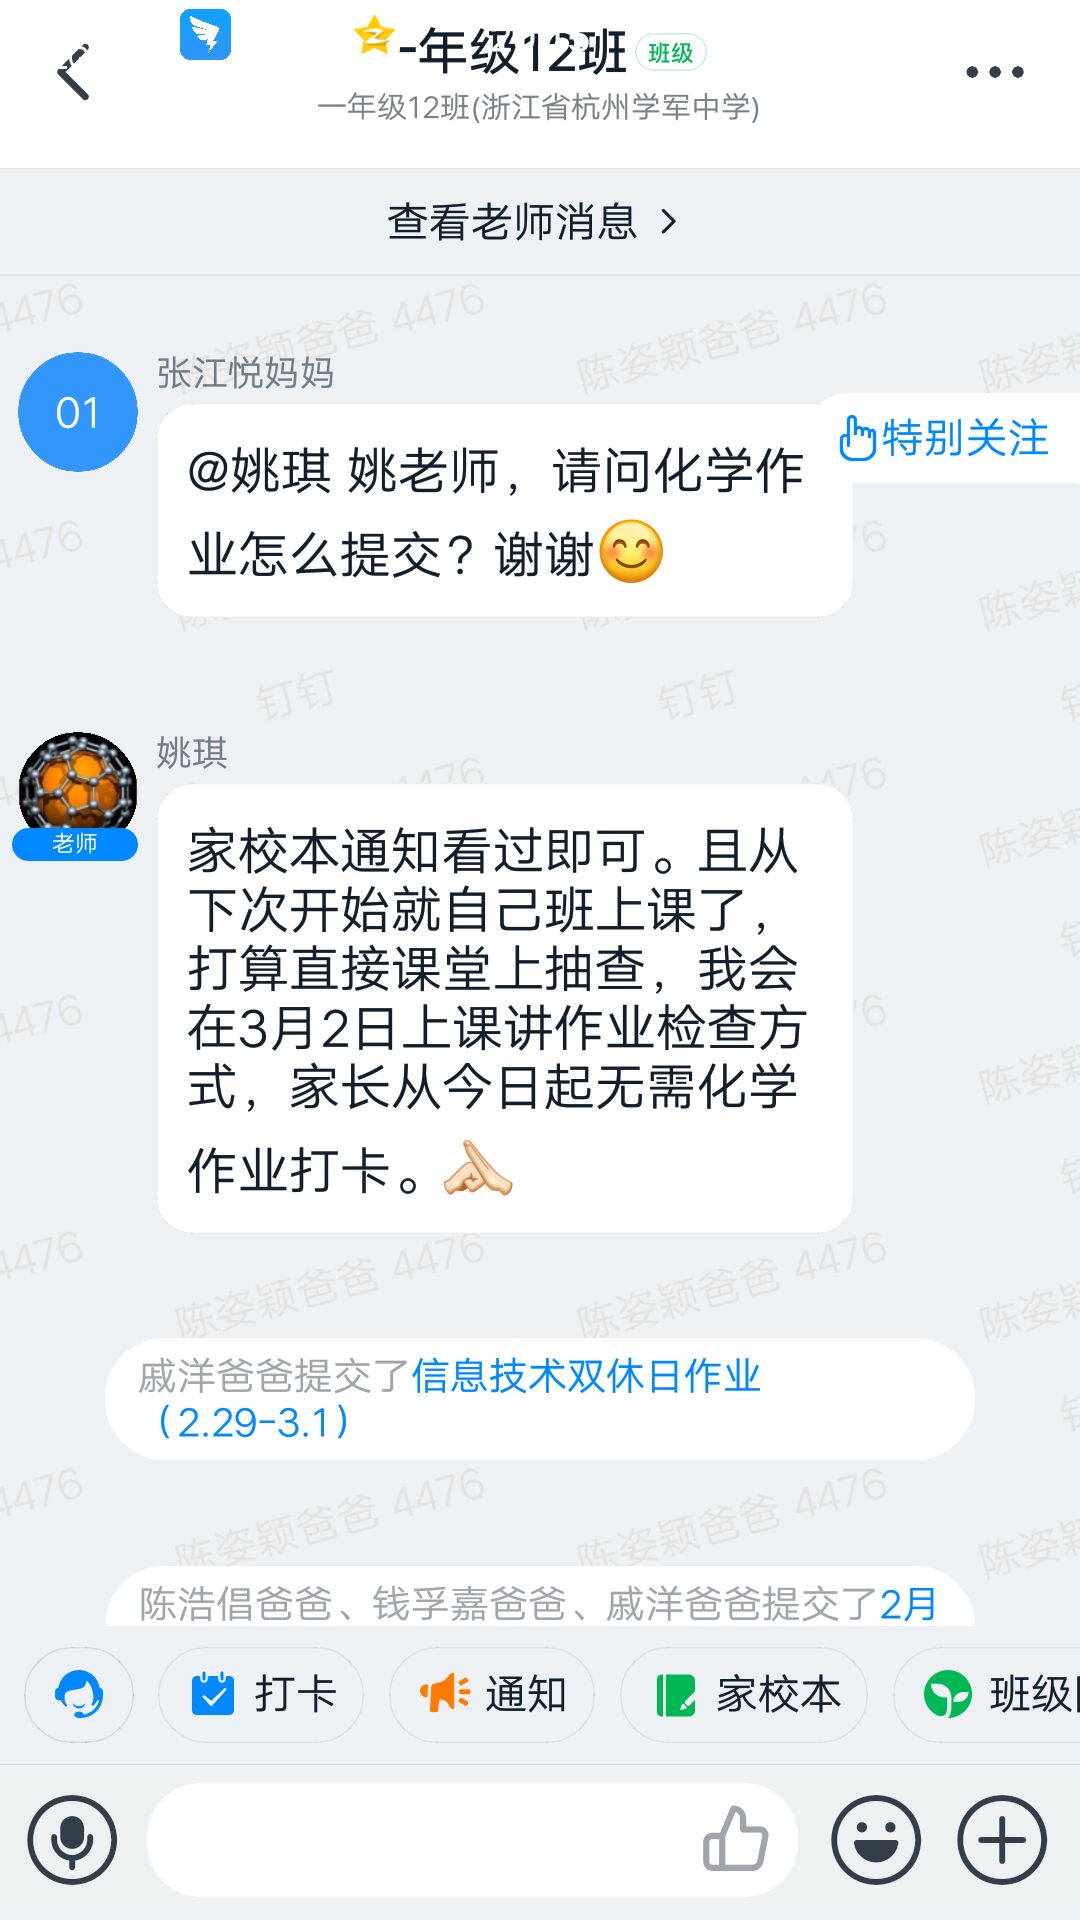 一年级12班 班级
一年级12班(浙江省杭州学军中学)
查看老师消息
张江悦妈妈
01
特别关注
@姚琪 姚老师，请问化学作
业怎么提交？谢谢😊
姚琪
老师
家校本通知看过即可。且从
下次开始就自己班上课了，
打算直接课堂上抽查，我会
在3月2日上课讲作业检查方
式，家长从今日起无需化学
作业打卡。
戚洋爸爸提交了信息技术双休日作业
（2.29-3.1）
陈浩倡爸爸、钱孚嘉爸爸、戚洋爸爸提交了2月
打卡
通知
家校本
班级
陈姿颖爸爸 4476
钉钉